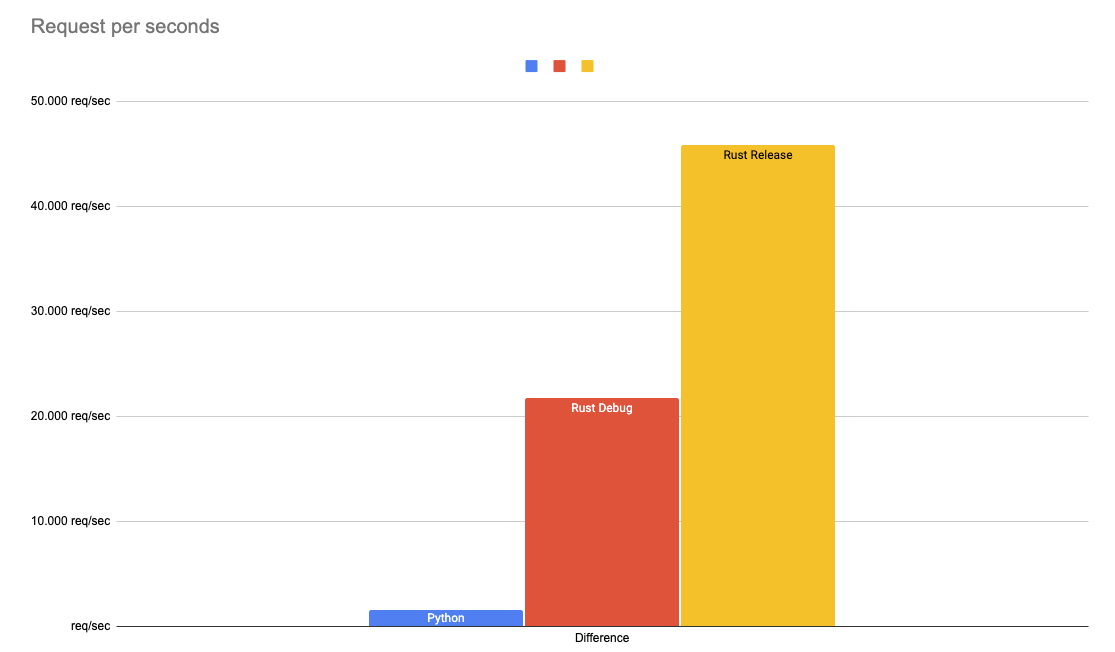 Request per seconds
50.000 req/sec
Rust Release
40.000 req/sec
30.000 req/sec
20.000 req/sec
Rust Debug
10.000 req/sec
Python
req/sec
Difference